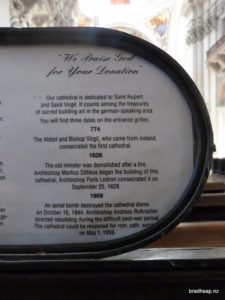 "We Praise God
for Your Donation"
Our cathedral is dedicated to Saint Rupert
and Saint Virgil. It counts among the treasures
of sacred building art in the german-speaking area.
You will find three dates on the entrance grilles:
774
The Abbot and Bishop Virgil, who came from Ireland,
consecrated the first cathedral.
1628
The old minster was demolished after a fire.
Archbishop Markus Sittikus began the building of this
cathedral; Archbishop Paris Lodron consecrated it on
September 25, 1628.
1959
An aerial bomb destroyed the cathedral dome
on October 16, 1944. Archbishop Andreas Rohracher
directed rebuilding during the difficult post-war period.
The cathedral could be reopened for rom. cath.
on May 1, 1959.
bradheap.nz